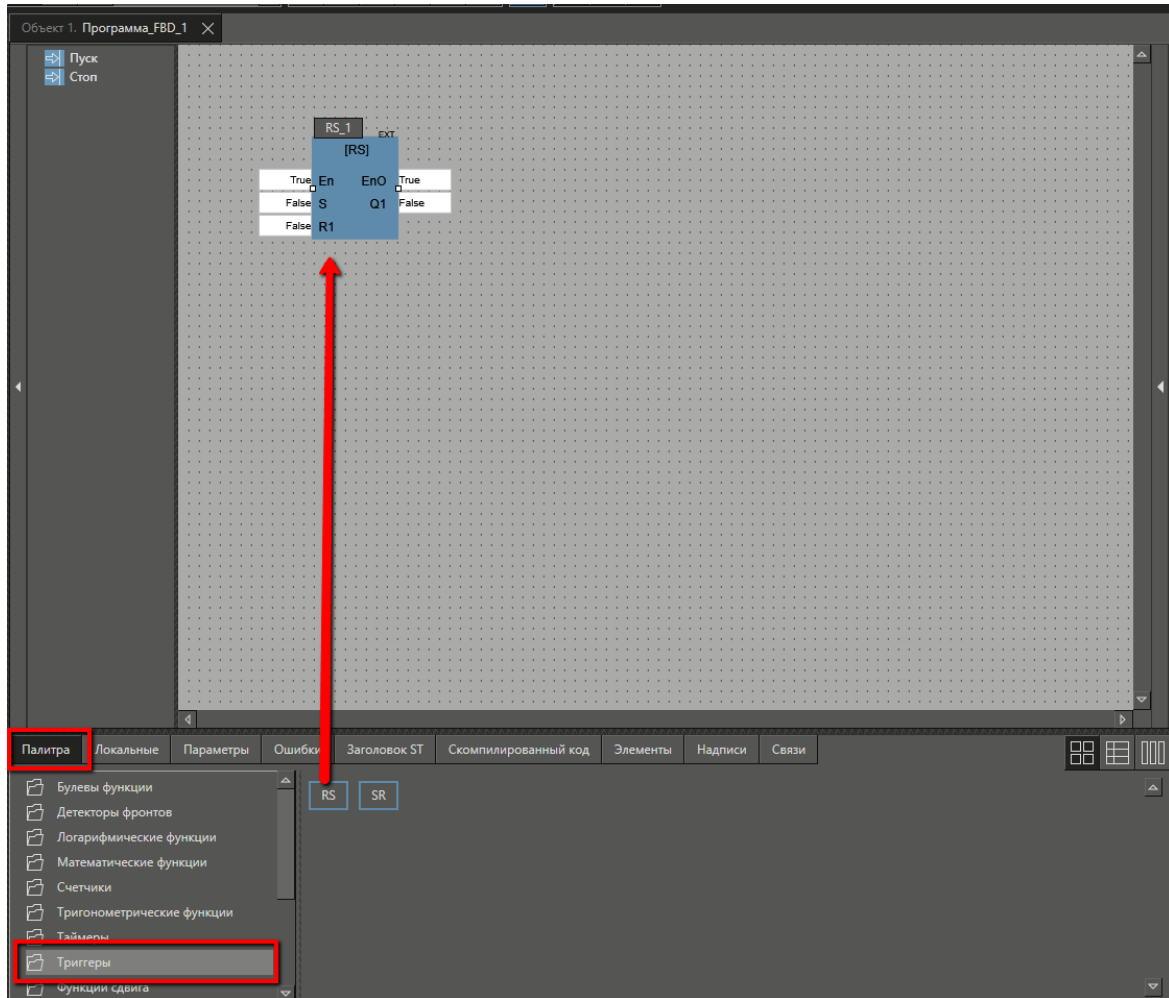 Объект 1. Программа_FBD_1
Пуск
Стоп
RS_1
EXT
[RS]
True En EnO True
False S Q1 False
False R1
Палитра Локальные Параметры Ошибки Заголовок ST Скомпилированный код Элементы Надписи Связи
Булевы функции
RS SR
Детекторы фронтов
Логарифмические функции
Математические функции
Счетчики
Тригонометрические функции
Таймеры
Триггеры
Функции сдвига